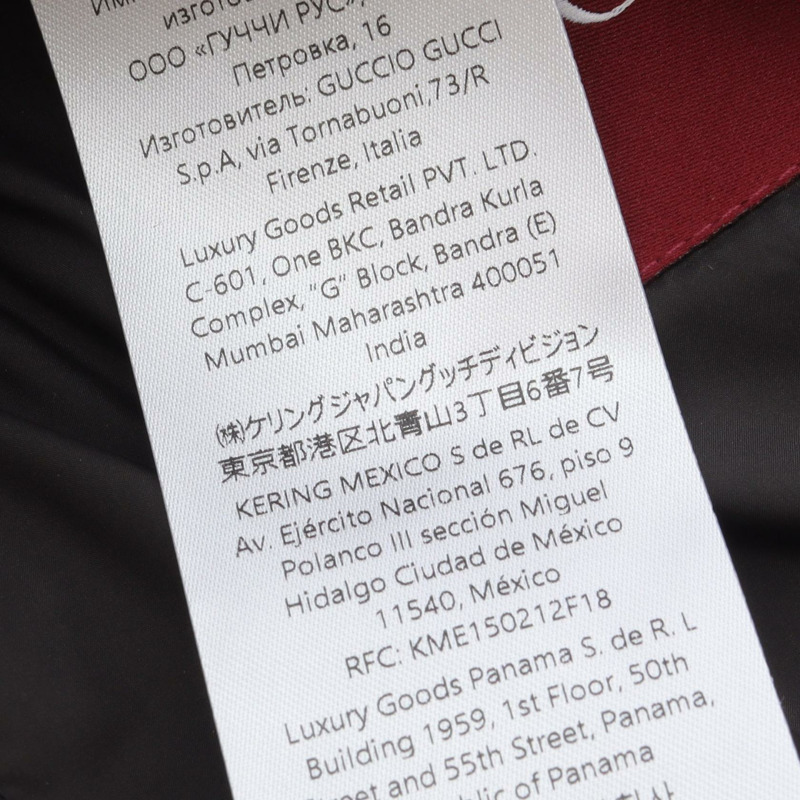 ООО «ГУЧЧИ РУС»,
Петровка, 16
Изготовитель: GUCCIO GUCCI
S.p.A, via Tornabuoni,73/R
Firenze, Italia
Luxury Goods Retail PVT. LTD.
C-601, One BKC, Bandra Kurla
Complex, "G" Block, Bandra (E)
Mumbai Maharashtra 400051
India
㈱ケリングジャパングッチディビジョン
東京都港区北青山3丁目6番7号
KERING MEXICO S de RL de CV
Av. Ejército Nacional 676, piso 9
Polanco III sección Miguel
Hidalgo Ciudad de México
11540, México
RFC: KME150212F18
Luxury Goods Panama S. de R. L
Building 1959, 1st Floor, 50th
and 55th Street, Panama,
of Panama